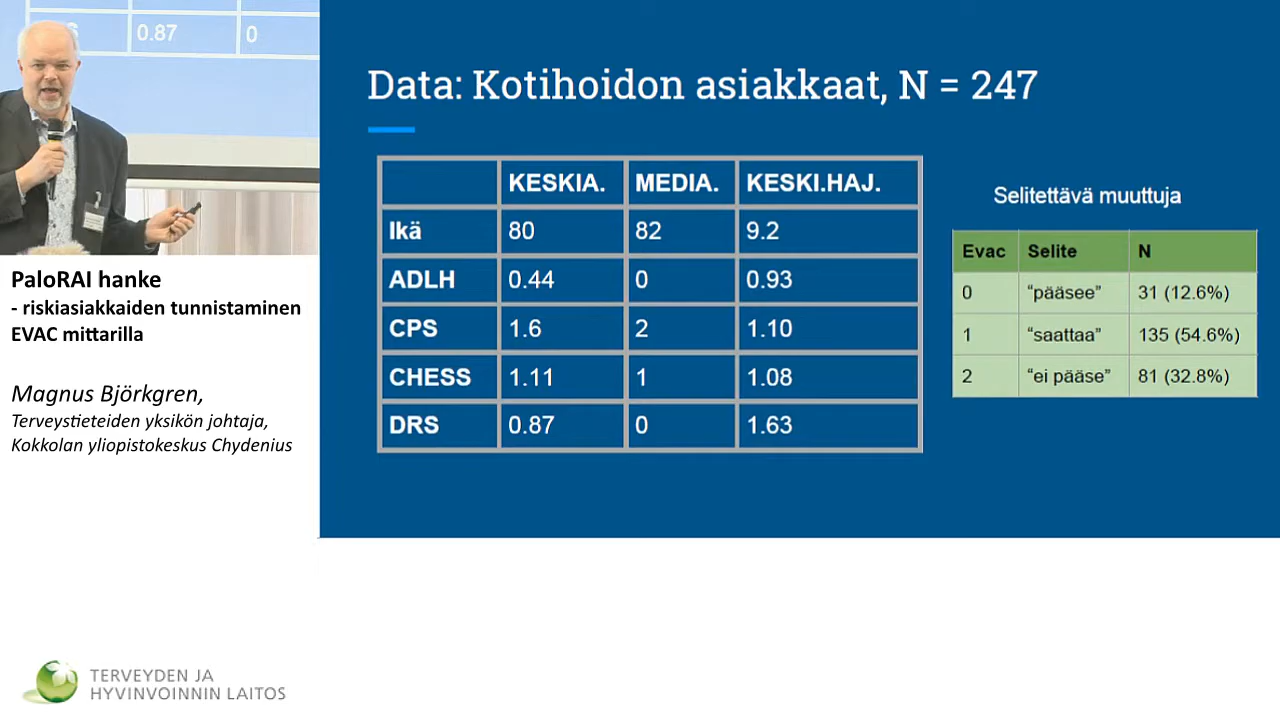 0.87 0
Data: Kotihoidon asiakkaat, N = 247
KESKIA. MEDIA. KESKI.HAJ.
Ikä 80 82 9.2
ADLH 0.44 0 0.93
CPS 1.6 2 1.10
CHESS 1.11 1 1.08
DRS 0.87 0 1.63
Selitettävä muuttuja
Evac Selite N
0 “pääsee” 31 (12.6%)
1 “saattaa” 135 (54.6%)
2 “ei pääse” 81 (32.8%)
PaloRAI hanke
- riskiasiakkaiden tunnistaminen
EVAC mittarilla
Magnus Björkgren,
Terveystieteiden yksikön johtaja,
Kokkolan yliopistokeskus Chydenius
TERVEYDEN JA
HYVINVOINNIN LAITOS